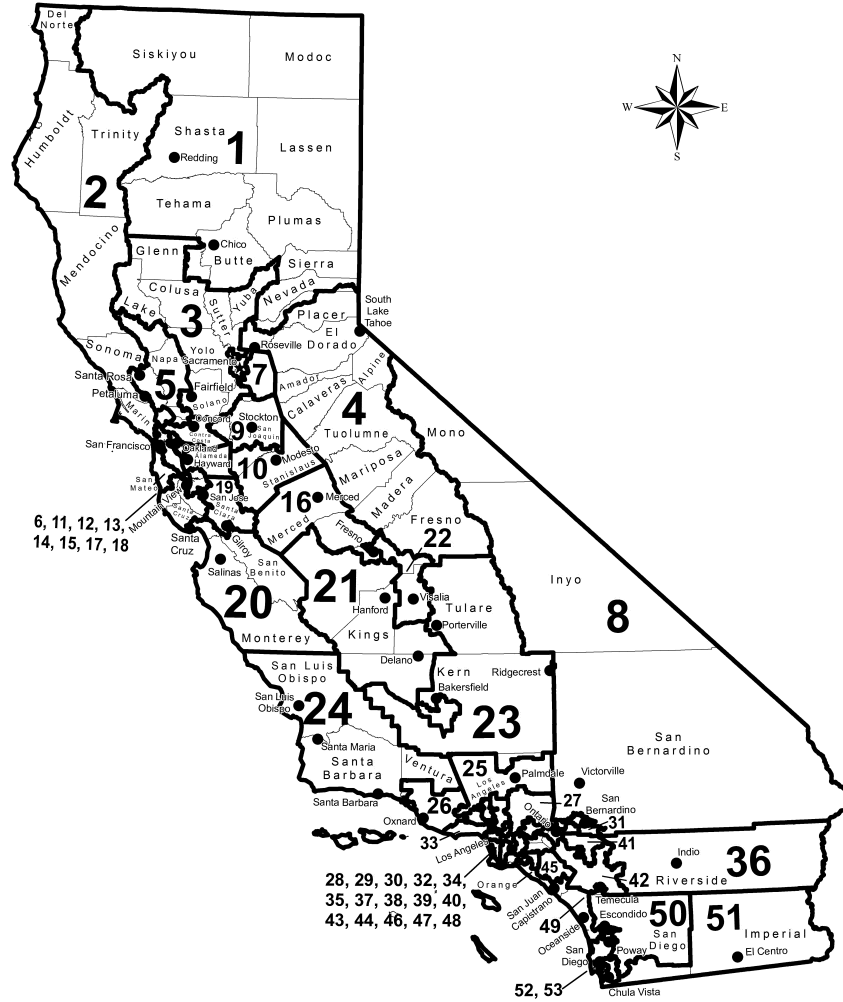 Del
Norte
Siskiyou
Modoc
N
W
E
S
Humboldt
Trinity
Shasta
1
Redding
Lassen
2
Tehama
Plumas
Mendocino
Glenn
Chico
Butte
Sierra
Colusa
Lake
3
Sutter
Yuba
Nevada
Placer
South
Lake
Tahoe
El
Dorado
Sonoma
Napa
Yolo
Sacramento
Roseville
7
Alpine
Santa Rosa
5
Petaluma
Fairfield
Solano
Amador
Calaveras
Marin
Concord
Contra
Costa
9
Stockton
San
Joaquin
4
Tuolumne
Mono
San Francisco
Oakland
Alameda
Hayward
10
Modesto
Stanislaus
Mariposa
Madera
San
Mateo
Mountain View
19
San Jose
Santa
Clara
Santa
Cruz
16
Merced
Merced
Fresno
Fresno
22
6, 11, 12, 13,
14, 15, 17, 18
Santa
Cruz
Gilroy
San
Benito
Salinas
20
Monterey
21
Hanford
Kings
Visalia
Tulare
Porterville
Inyo
8
Delano
Kern
Bakersfield
Ridgecrest
23
San Luis
Obispo
San Luis
Obispo
24
Santa Maria
Santa
Barbara
Ventura
25
Los
Angeles
Palmdale
Victorville
San
Bernardino
Santa Barbara
26
Oxnard
33
27
San
Bernardino
Ontario
31
Los Angeles
41
Indio
36
Riverside
28, 29, 30, 32, 34,
35, 37, 38, 39, 40,
43, 44, 46, 47, 48
45
Orange
42
San Juan
Capistrano
49
Oceanside
Temecula
Escondido
50
San
Diego
51
Imperial
El Centro
San
Diego
Poway
52, 53
Chula Vista